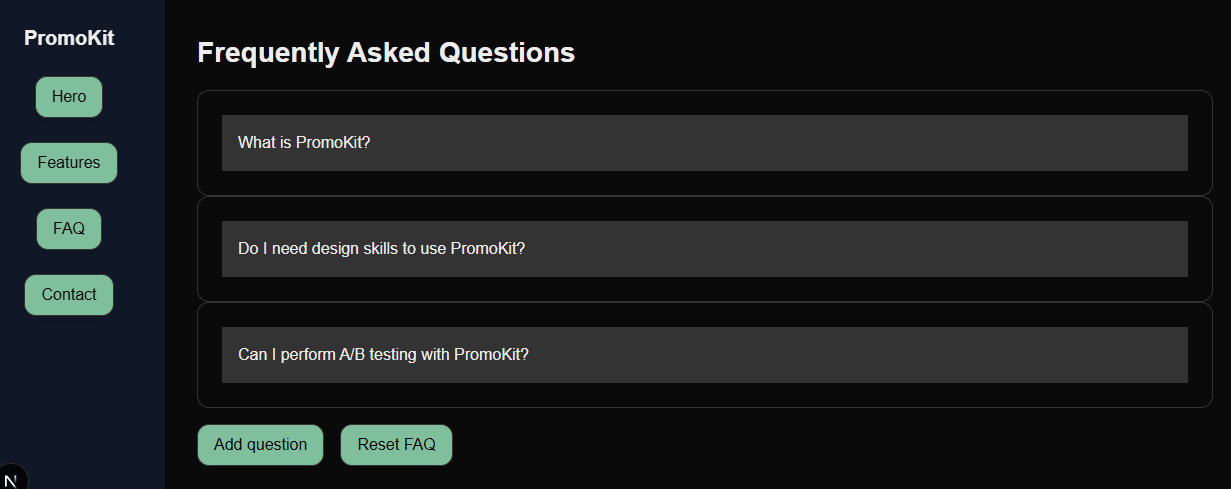 PromoKit
Hero
Features
FAQ
Contact
Frequently Asked Questions
What is PromoKit?
Do I need design skills to use PromoKit?
Can I perform A/B testing with PromoKit?
Add question
Reset FAQ
N